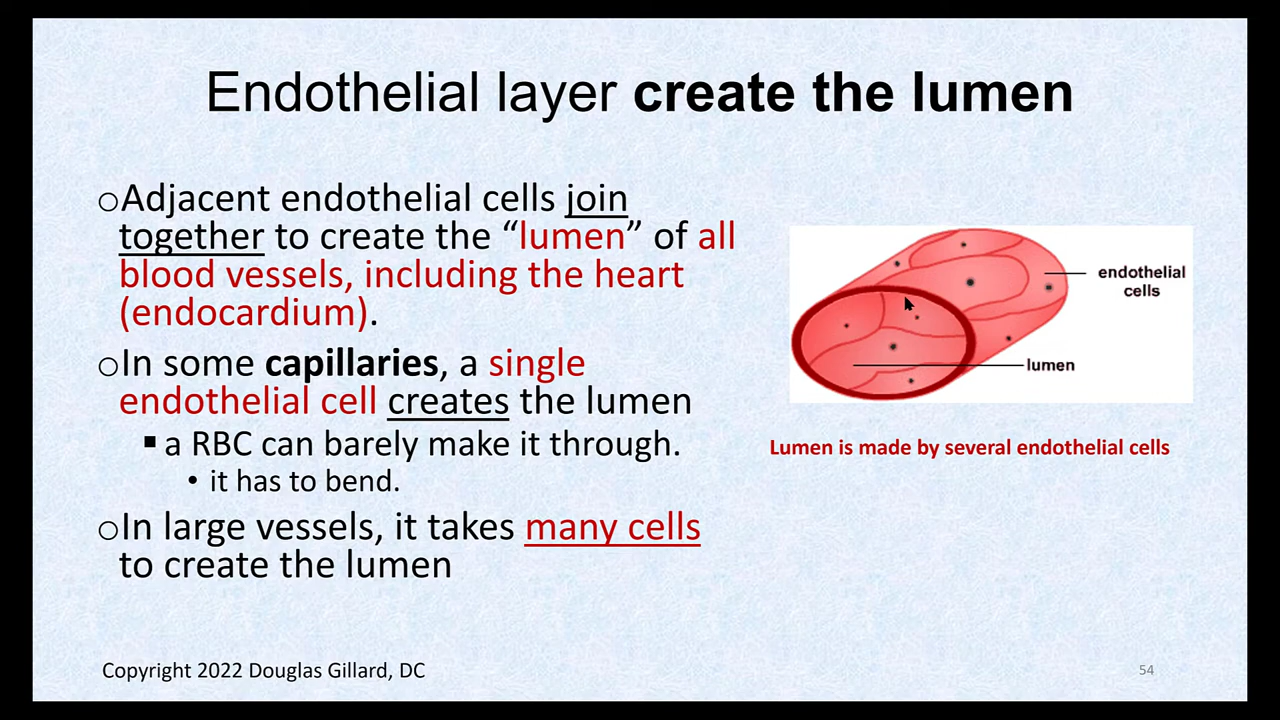 Endothelial layer create the lumen
oAdjacent endothelial cells join
together to create the “lumen” of all
blood vessels, including the heart
(endocardium).
oIn some capillaries, a single
endothelial cell creates the lumen
▪ a RBC can barely make it through.
• it has to bend.
oIn large vessels, it takes many cells
to create the lumen
endothelial
cells
lumen
Lumen is made by several endothelial cells
Copyright 2022 Douglas Gillard, DC
54